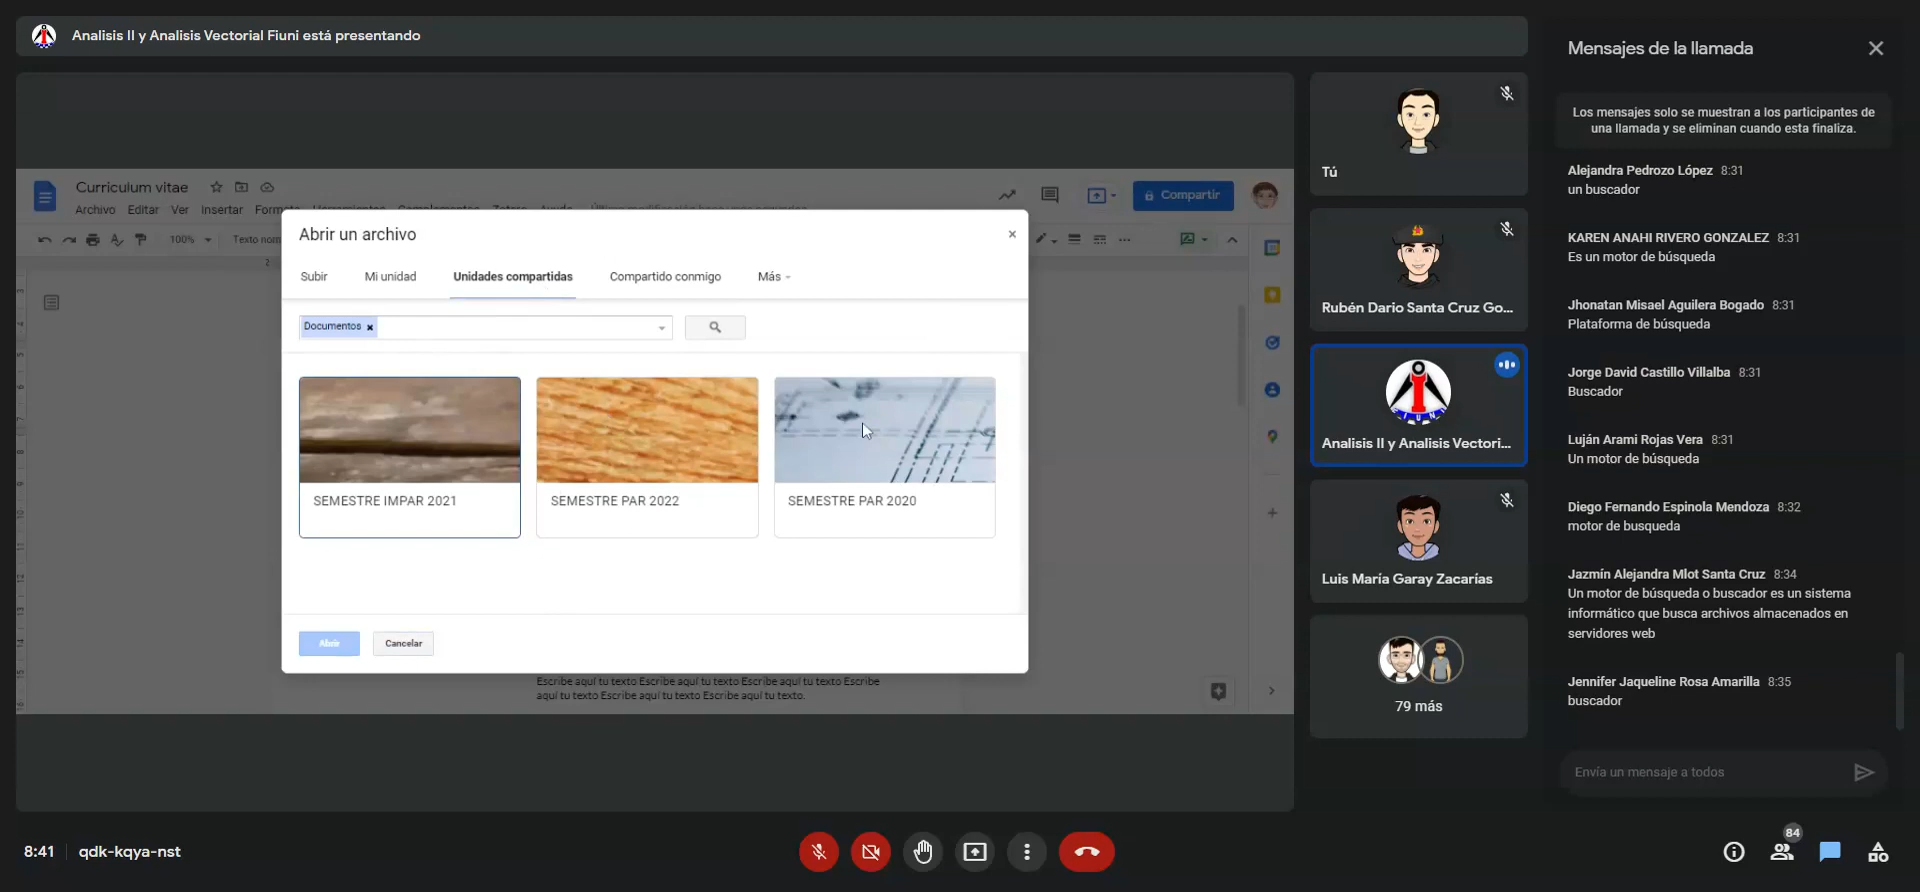 Analisis II y Analisis Vectorial Fiuni está presentando
Curriculum vitae
Archivo Editar Ver Insertar
Compartir
100%
Abrir un archivo
Subir Mi unidad Unidades compartidas Compartido conmigo Más
Documentos
SEMESTRE IMPAR 2021
SEMESTRE PAR 2022
SEMESTRE PAR 2020
Abrir Cancelar
Escribe aquí tu texto Escribe aquí tu texto Escribe aquí tu texto Escribe
aquí tu texto Escribe aquí tu texto Escribe aquí tu texto.
Tú
Rubén Dario Santa Cruz Go...
Analisis II y Analisis Vectori...
Luis María Garay Zacarías
79 más
Mensajes de la llamada
Los mensajes solo se muestran a los participantes de
una llamada y se eliminan cuando esta finaliza.
Alejandra Pedrozo López 8:31
un buscador
KAREN ANAHI RIVERO GONZALEZ 8:31
Es un motor de búsqueda
Jhonatan Misael Aguilera Bogado 8:31
Plataforma de búsqueda
Jorge David Castillo Villalba 8:31
Buscador
Luján Arami Rojas Vera 8:31
Un motor de búsqueda
Diego Fernando Espinola Mendoza 8:32
motor de busqueda
Jazmín Alejandra Mlot Santa Cruz 8:34
Un motor de búsqueda o buscador es un sistema
informático que busca archivos almacenados en
servidores web
Jennifer Jaqueline Rosa Amarilla 8:35
buscador
Envía un mensaje a todos
8:41 qdk-kqya-nst
84